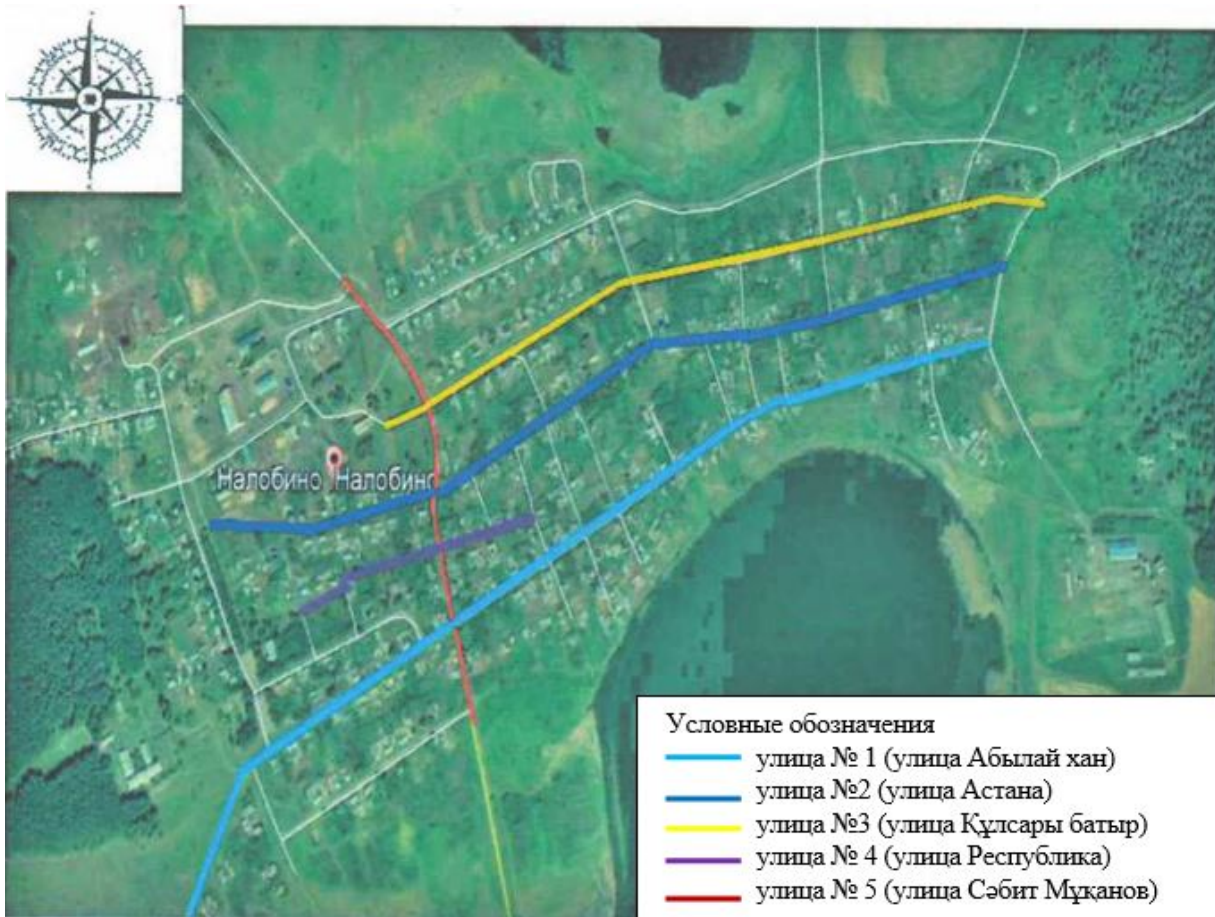 Налобино Налобино
Условные обозначения
улица № 1 (улица Абылай хан)
улица №2 (улица Астана)
улица №3 (улица Құлсары батыр)
улица № 4 (улица Республика)
улица № 5 (улица Сәбит Мұқанов)